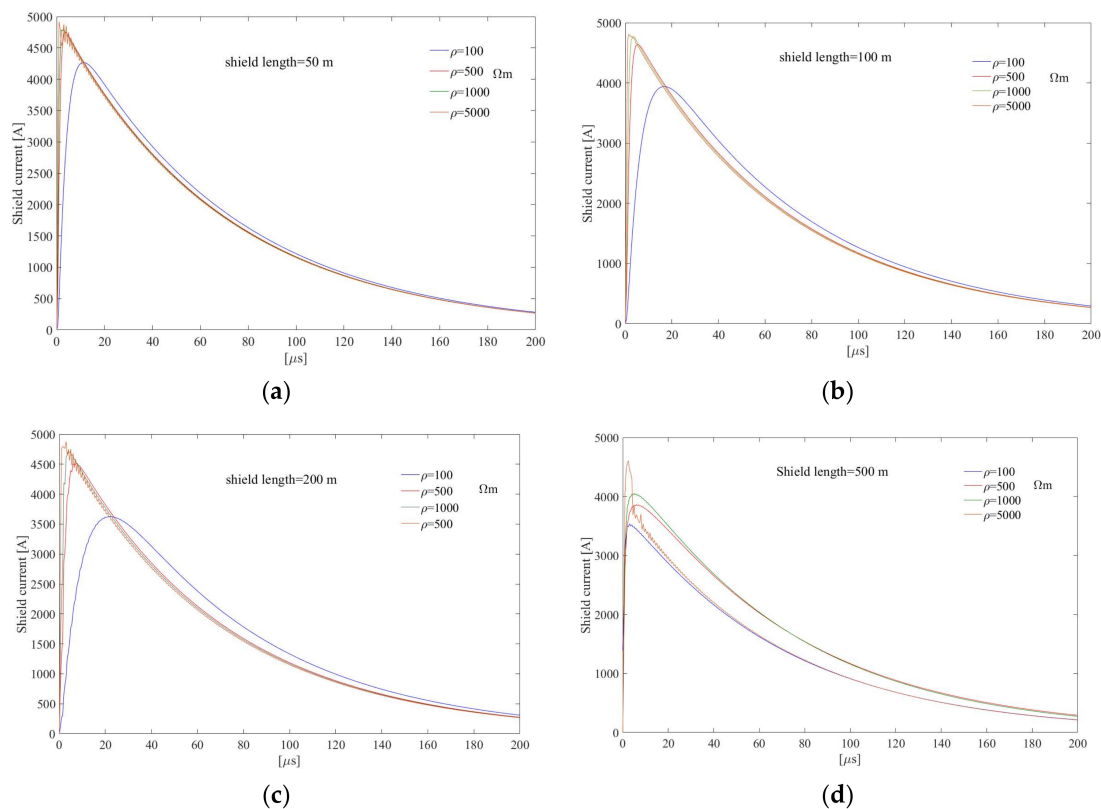 5000
4500
4000
3500
3000
2500
2000
1500
1000
500
0
Shield current [A]
shield length=50 m
ρ=100
ρ=500
ρ=1000
ρ=5000
Ωm
0 20 40 60 80 100 120 140 160 180 200
[μs]
(a)
5000
4000
3000
2000
1000
0
Shield current [A]
shield length=100 m
ρ=100
ρ=500
ρ=1000
ρ=5000
Ωm
0 20 40 60 80 100 120 140 160 180 200
[μs]
(b)
5000
4500
4000
3500
3000
2500
2000
1500
1000
500
0
Shield current [A]
shield length=200 m
ρ=100
ρ=500
ρ=1000
ρ=500
Ωm
0 20 40 60 80 100 120 140 160 180 200
[μs]
(c)
5000
4000
3000
2000
1000
0
Shield current [A]
Shield length=500 m
ρ=100
ρ=500
ρ=1000
ρ=5000
Ωm
0 20 40 60 80 100 120 140 160 180 200
[μs]
(d)